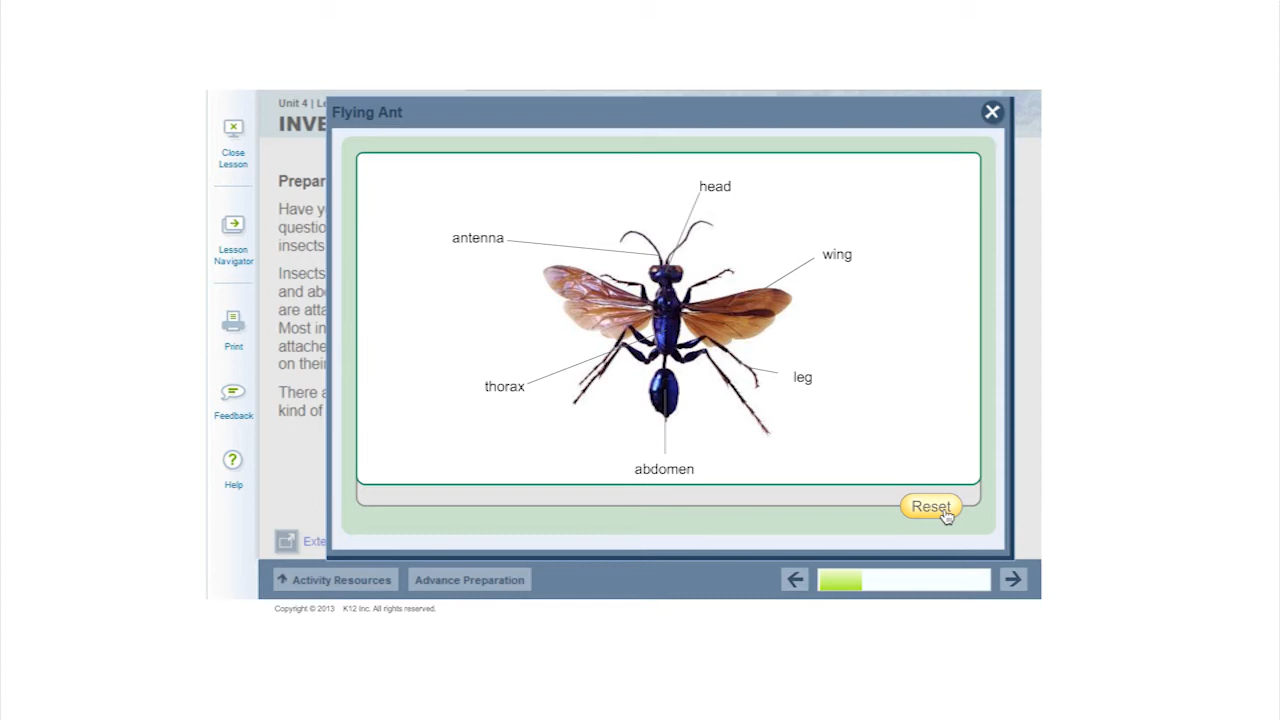 Unit 4 | Le
INVE
Flying Ant
Close
Lesson
Lesson
Navigator
Print
Feedback
Help
Prepar
Have y
questio
insects
Insects
and abo
are atta
Most in
attache
on thei
There a
kind of
Exte
head
antenna
wing
thorax
leg
abdomen
Reset
Activity Resources
Advance Preparation
Copyright © 2013 K12 Inc. All rights reserved.